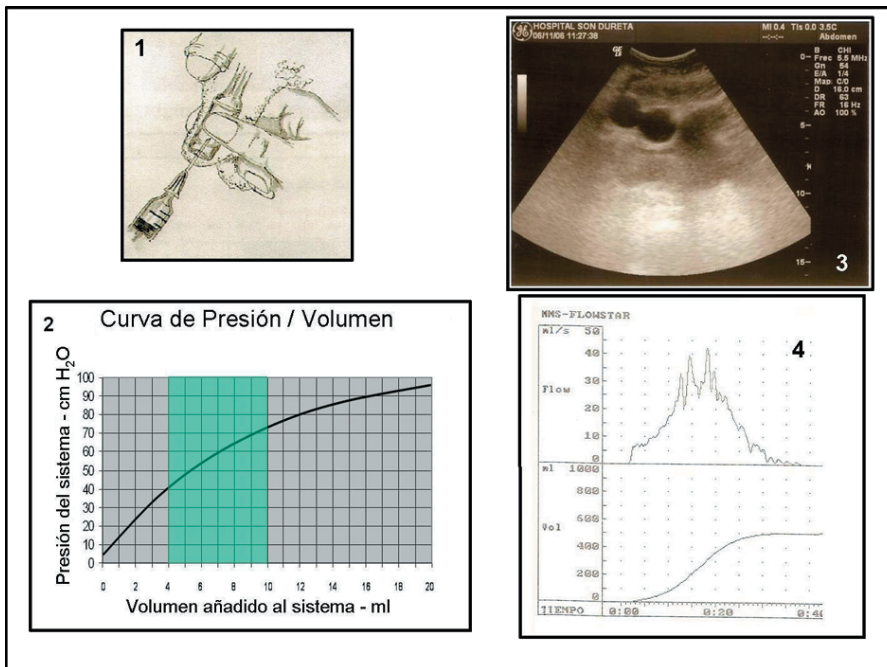 1
HOSPITAL SON DURETA
06/11/06 11:27:38
MI 0.4 TIs 0.0 3.5C
Abdomen
B CHI
Frec 5.5 MHz
Gn 54
E/A 1/4
Map C/0
D 16.0 cm
DR 63
FR 16 Hz
AO 100 %
0
5
10
15
3
2 Curva de Presión / Volumen
Presión del sistema - cm H₂O
100
90
80
70
60
50
40
30
20
10
0
0 2 4 6 8 10 12 14 16 18 20
Volumen añadido al sistema - ml
MMS-FLOWSTAR
4
ml/s 50
40
Flow 30
20
10
0
ml 1000
800
Vol 600
400
200
0
TIEMPO 0:00 0:20 0:40